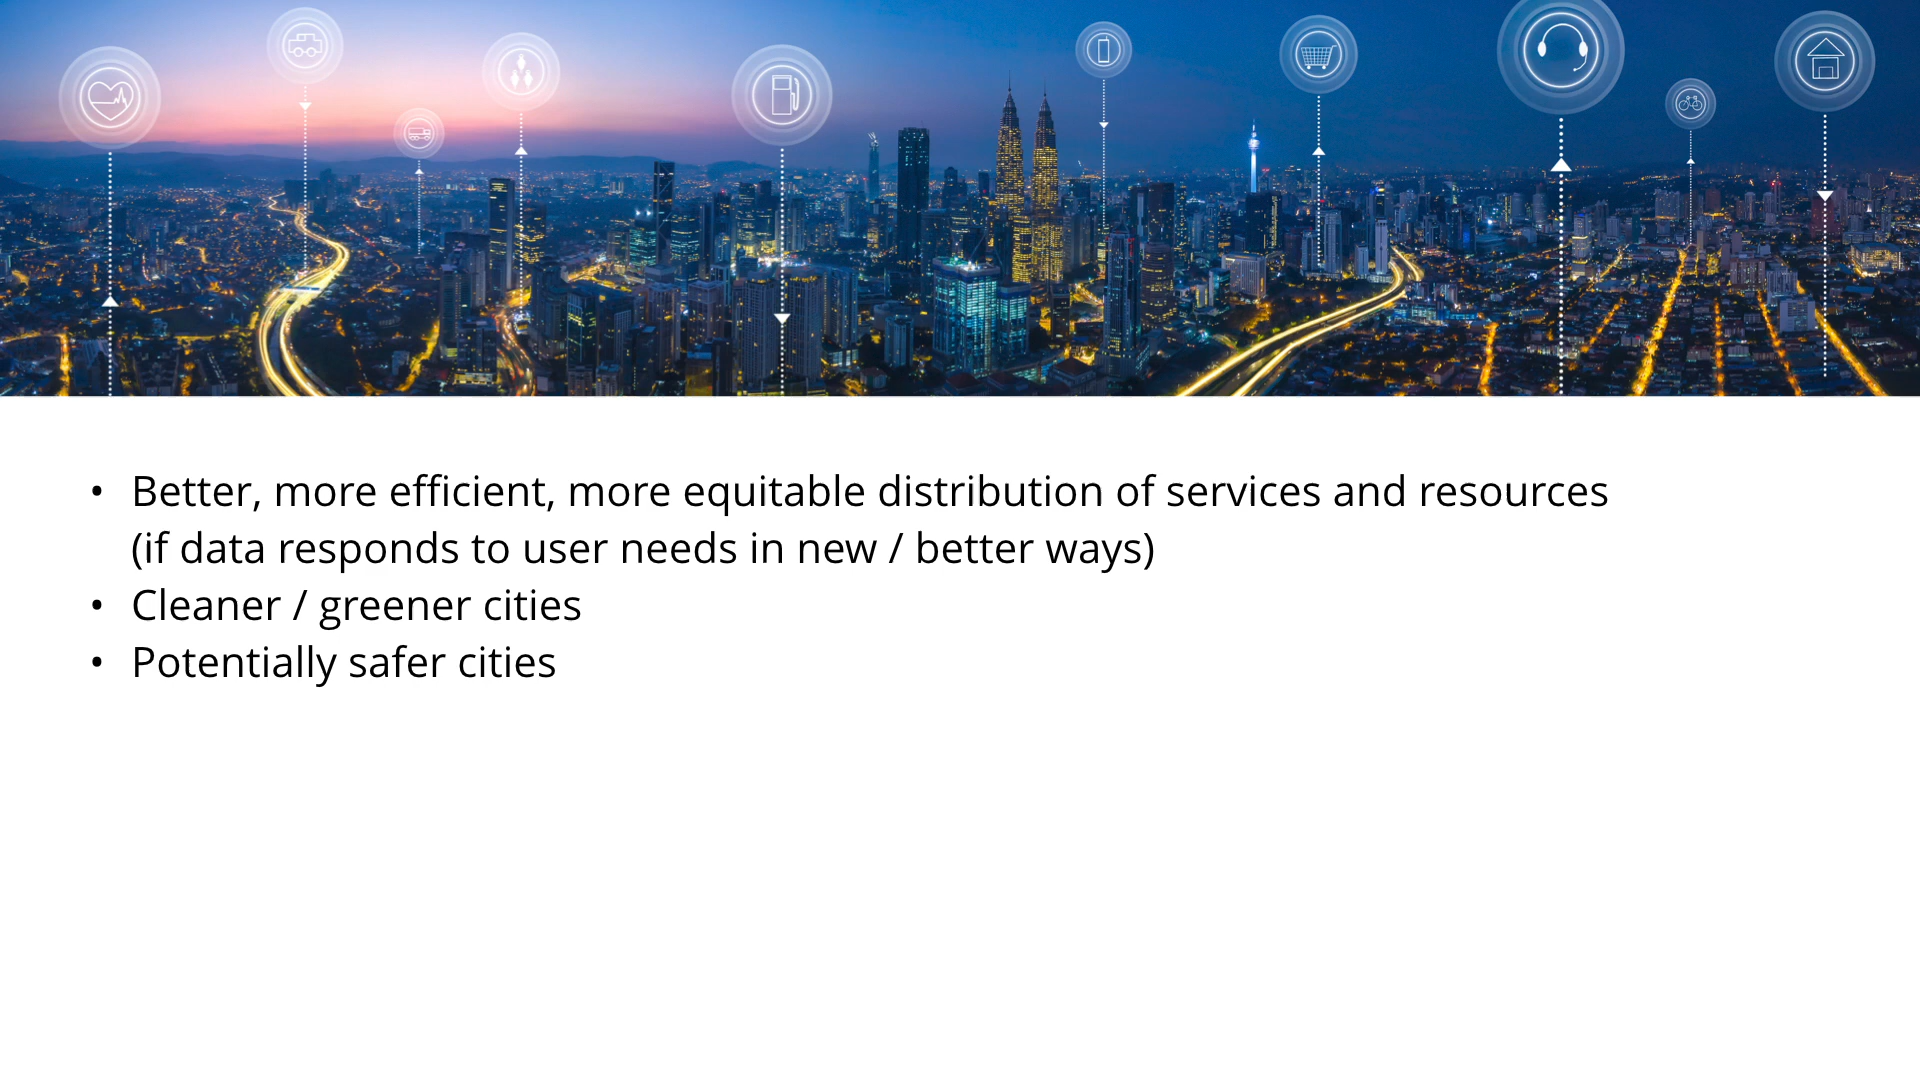 • Better, more efficient, more equitable distribution of services and resources
(if data responds to user needs in new / better ways)
• Cleaner / greener cities
• Potentially safer cities